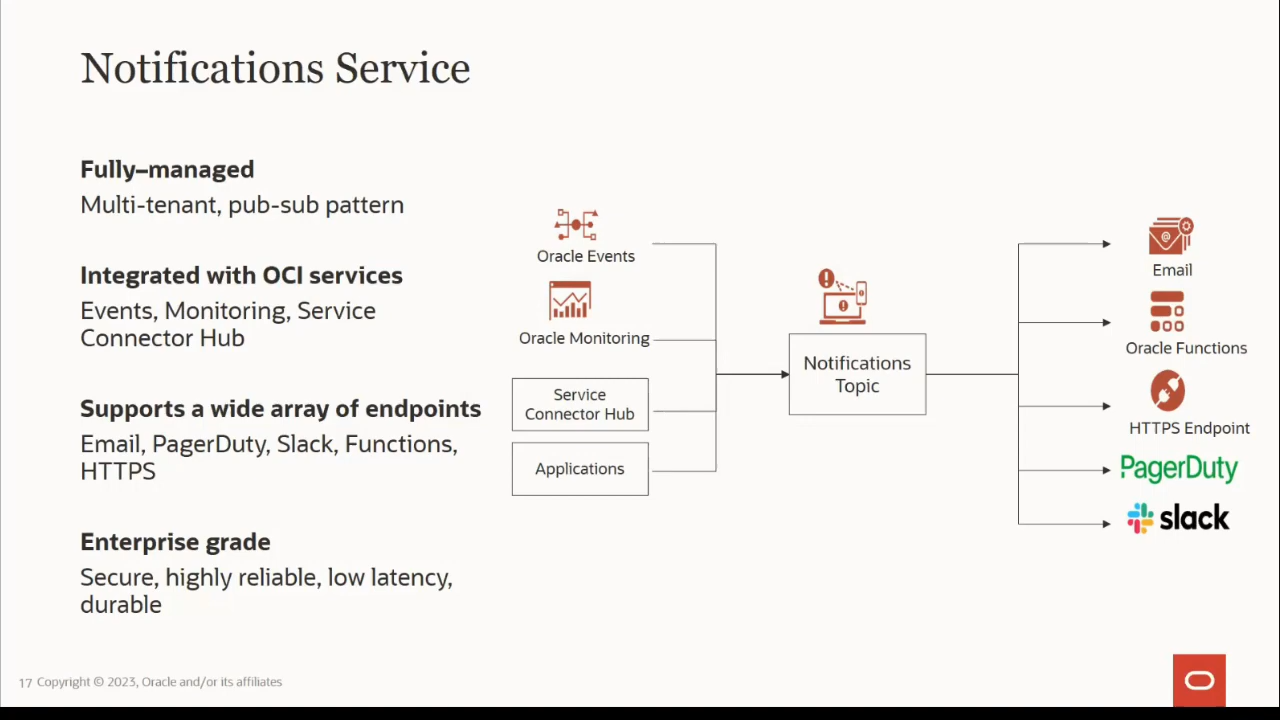 Notifications Service
Fully–managed
Multi-tenant, pub-sub pattern
Integrated with OCI services
Events, Monitoring, Service
Connector Hub
Supports a wide array of endpoints
Email, PagerDuty, Slack, Functions,
HTTPS
Enterprise grade
Secure, highly reliable, low latency,
durable
Oracle Events
Oracle Monitoring
Service
Connector Hub
Applications
Notifications
Topic
Email
Oracle Functions
HTTPS Endpoint
PagerDuty
slack
17 Copyright © 2023, Oracle and/or its affiliates